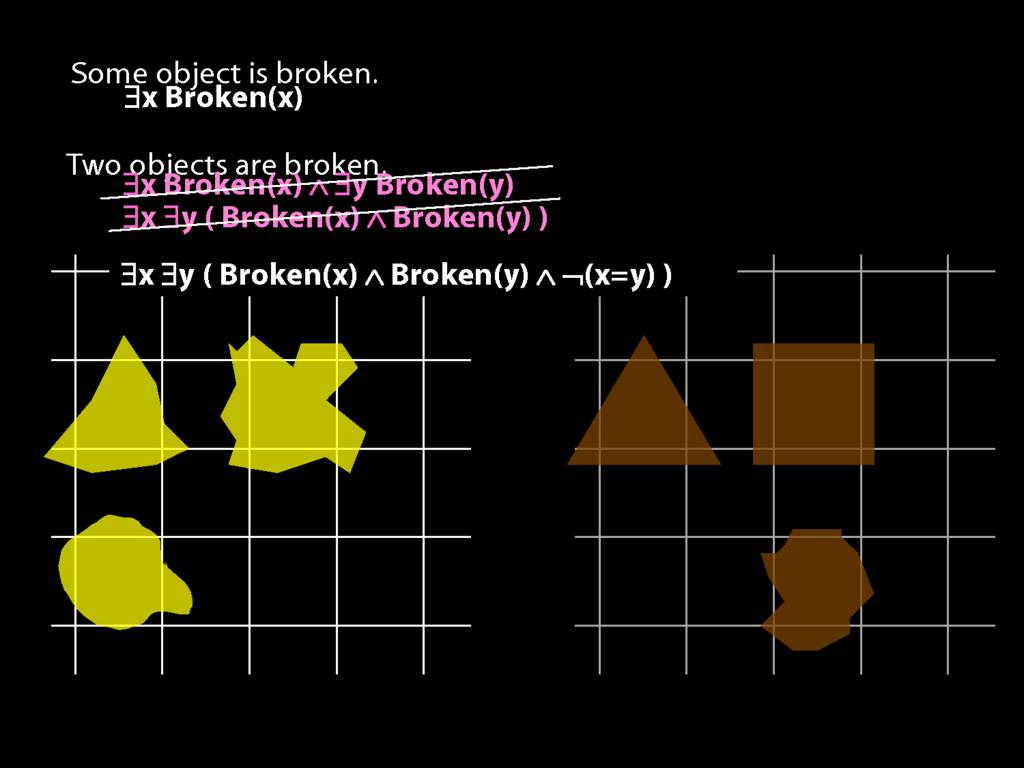 Some object is broken.
∃x Broken(x)
Two objects are broken.
∃x Broken(x) ∧ ∃y Broken(y)
∃x ∃y ( Broken(x) ∧ Broken(y) )
∃x ∃y ( Broken(x) ∧ Broken(y) ∧ ¬(x=y) )